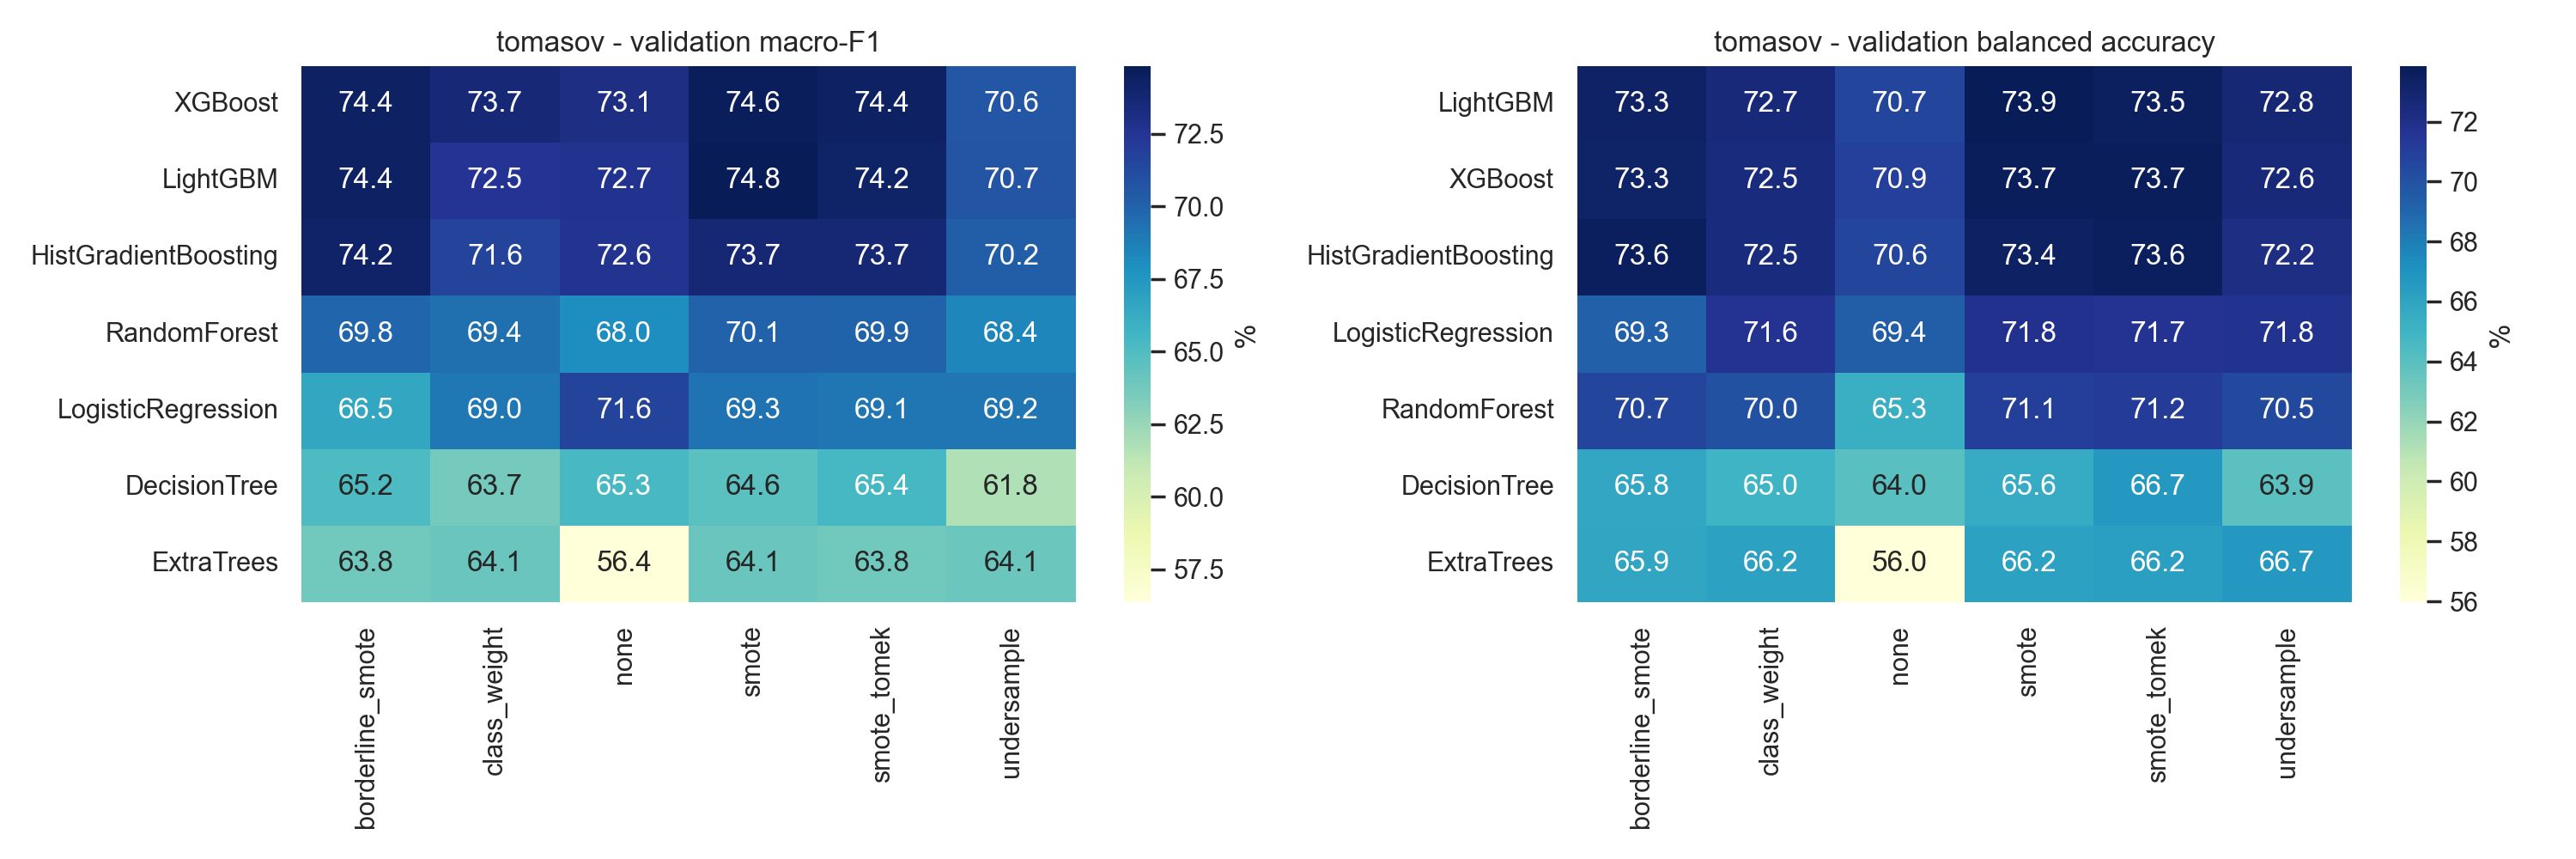 tomasov - validation macro-F1
XGBoost 74.4 73.7 73.1 74.6 74.4 70.6
LightGBM 74.4 72.5 72.7 74.8 74.2 70.7
HistGradientBoosting 74.2 71.6 72.6 73.7 73.7 70.2
RandomForest 69.8 69.4 68.0 70.1 69.9 68.4
LogisticRegression 66.5 69.0 71.6 69.3 69.1 69.2
DecisionTree 65.2 63.7 65.3 64.6 65.4 61.8
ExtraTrees 63.8 64.1 56.4 64.1 63.8 64.1
borderline_smote
class_weight
none
smote
smote_tomek
undersample
72.5
70.0
67.5
65.0
62.5
60.0
57.5
%
tomasov - validation balanced accuracy
LightGBM 73.3 72.7 70.7 73.9 73.5 72.8
XGBoost 73.3 72.5 70.9 73.7 73.7 72.6
HistGradientBoosting 73.6 72.5 70.6 73.4 73.6 72.2
LogisticRegression 69.3 71.6 69.4 71.8 71.7 71.8
RandomForest 70.7 70.0 65.3 71.1 71.2 70.5
DecisionTree 65.8 65.0 64.0 65.6 66.7 63.9
ExtraTrees 65.9 66.2 56.0 66.2 66.2 66.7
borderline_smote
class_weight
none
smote
smote_tomek
undersample
72
70
68
66
64
62
60
58
56
%